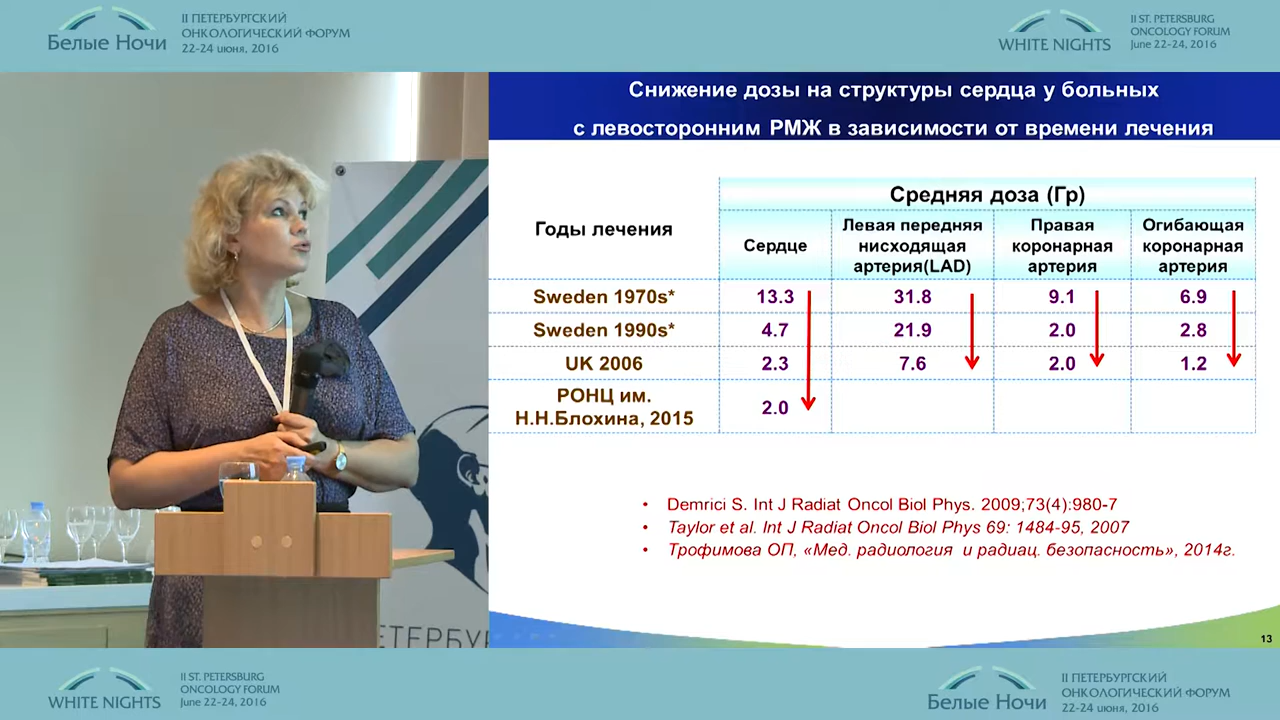 Белые Ночи
II ПЕТЕРБУРГСКИЙ
ОНКОЛОГИЧЕСКИЙ ФОРУМ
22-24 июня, 2016
WHITE NIGHTS
II ST. PETERSBURG
ONCOLOGY FORUM
June 22-24, 2016
Снижение дозы на структуры сердца у больных
с левосторонним РМЖ в зависимости от времени лечения
Годы лечения
Средняя доза (Гр)
Сердце
Левая передняя
нисходящая
артерия(LAD)
Правая
коронарная
артерия
Огибающая
коронарная
артерия
Sweden 1970s* 13.3 31.8 9.1 6.9
Sweden 1990s* 4.7 21.9 2.0 2.8
UK 2006 2.3 7.6 2.0 1.2
РОНЦ им.
Н.Н.Блохина, 2015 2.0
• Demrici S. Int J Radiat Oncol Biol Phys. 2009;73(4):980-7
• Taylor et al. Int J Radiat Oncol Biol Phys 69: 1484-95, 2007
• Трофимова ОП, «Мед. радиология и радиац. безопасность», 2014г.
13
ЕТЕРБУР
WHITE NIGHTS
II ST. PETERSBURG
ONCOLOGY FORUM
June 22-24, 2016
Белые Ночи
II ПЕТЕРБУРГСКИЙ
ОНКОЛОГИЧЕСКИЙ ФОРУМ
22-24 июня, 2016